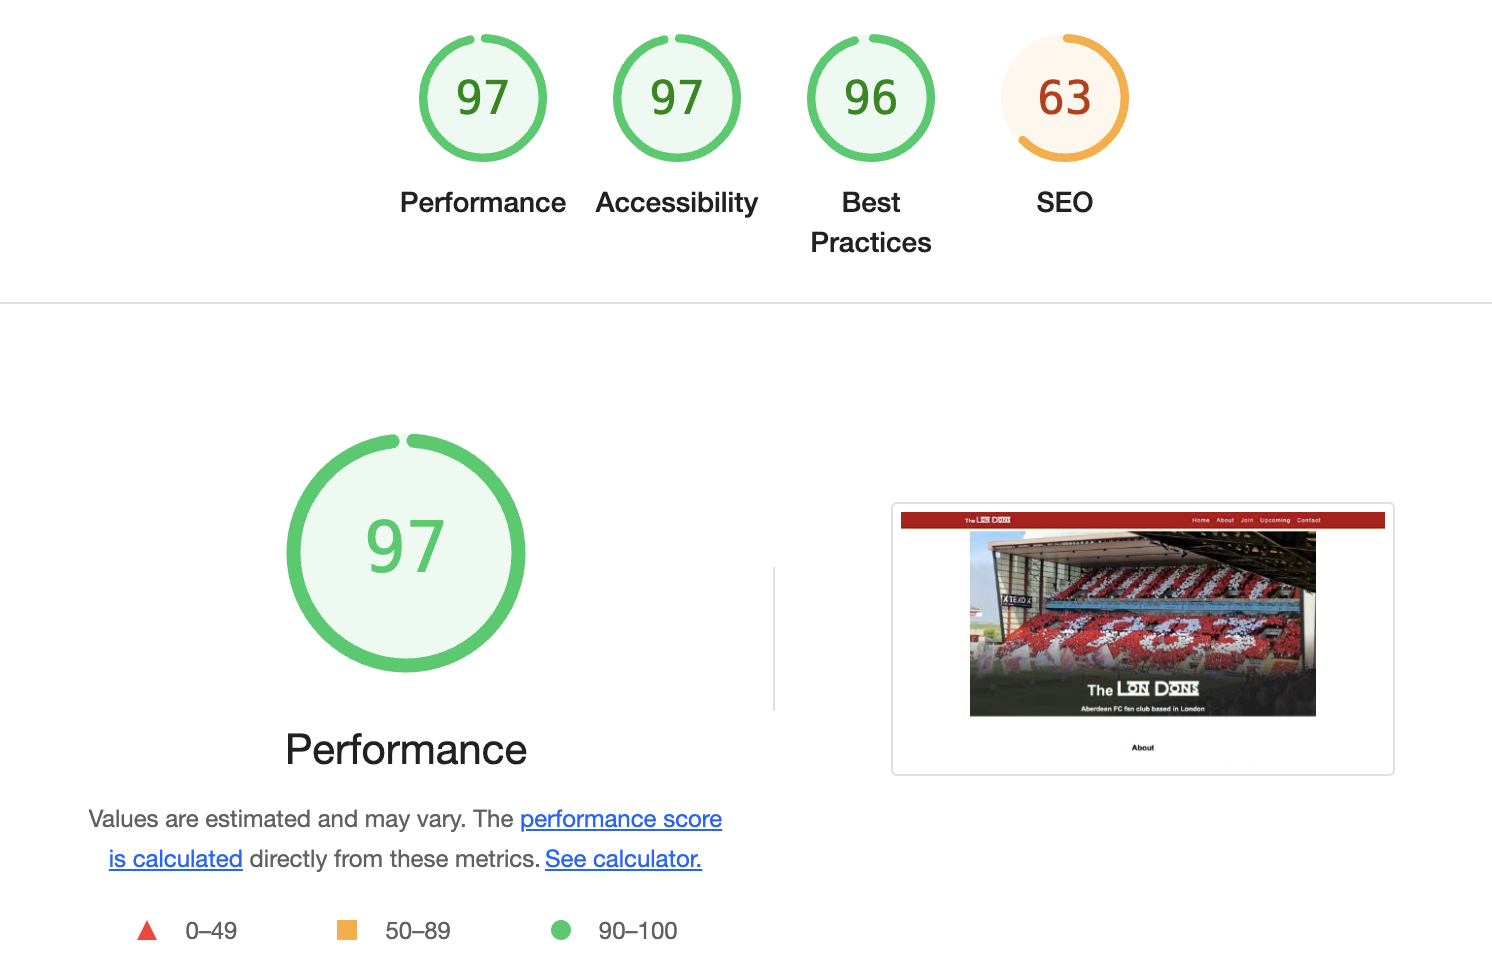 97
97
96
63
Performance
Accessibility
Best
Practices
SEO
97
Performance
Values are estimated and may vary. The performance score
is calculated directly from these metrics. See calculator.
0–49
50–89
90–100
The LON DONS
Home About Join Upcoming Contact
1983
The LON DONS
Aberdeen FC fan club based in London
About